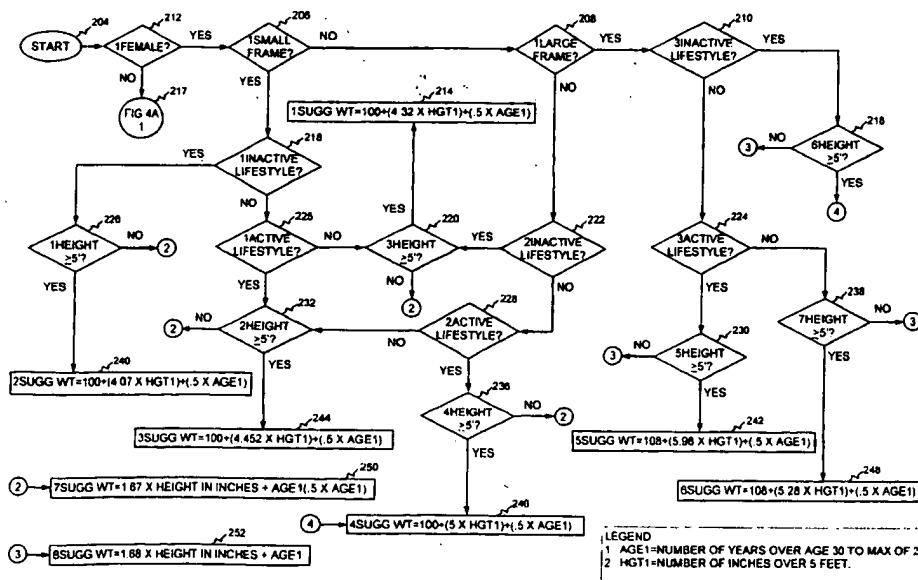 204
START
212
1FEMALE?
YES
NO
217
FIG 4A
1
206
1SMALL
FRAME?
NO
YES
208
1LARGE
FRAME?
YES
NO
210
3INACTIVE
LIFESTYLE?
YES
NO
214
1SUGG WT=100+(4.32 X HGT1)+(.5 X AGE1)
YES
218
1INACTIVE
LIFESTYLE?
YES
NO
216
6HEIGHT
≥5'?
NO
3
YES
4
226
1HEIGHT
≥5'?
NO
2
YES
225
1ACTIVE
LIFESTYLE?
NO
YES
220
3HEIGHT
≥5'?
NO
2
222
2INACTIVE
LIFESTYLE?
YES
NO
224
3ACTIVE
LIFESTYLE?
NO
YES
232
2HEIGHT
≥5'?
NO
2
YES
228
2ACTIVE
LIFESTYLE?
NO
YES
230
5HEIGHT
≥5'?
NO
3
YES
238
7HEIGHT
≥5'?
NO
3
YES
240
2SUGG WT=100+(4.07 X HGT1)+(.5 X AGE1)
236
4HEIGHT
≥5'?
NO
2
YES
244
3SUGG WT=100+(4.452 X HGT1)+(.5 X AGE1)
242
5SUGG WT=108+(5.96 X HGT1)+(.5 X AGE1)
250
2
7SUGG WT=1.67 X HEIGHT IN INCHES + AGE1(.5 X AGE1)
248
6SUGG WT=108+(5.28 X HGT1)+(.5 X AGE1)
246
4
4SUGG WT=100+(5 X HGT1)+(.5 X AGE1)
252
3
8SUGG WT=1.68 X HEIGHT IN INCHES + AGE1
LEGEND
1 AGE1=NUMBER OF YEARS OVER AGE 30 TO MAX OF
2 HGT1=NUMBER OF INCHES OVER 5 FEET.